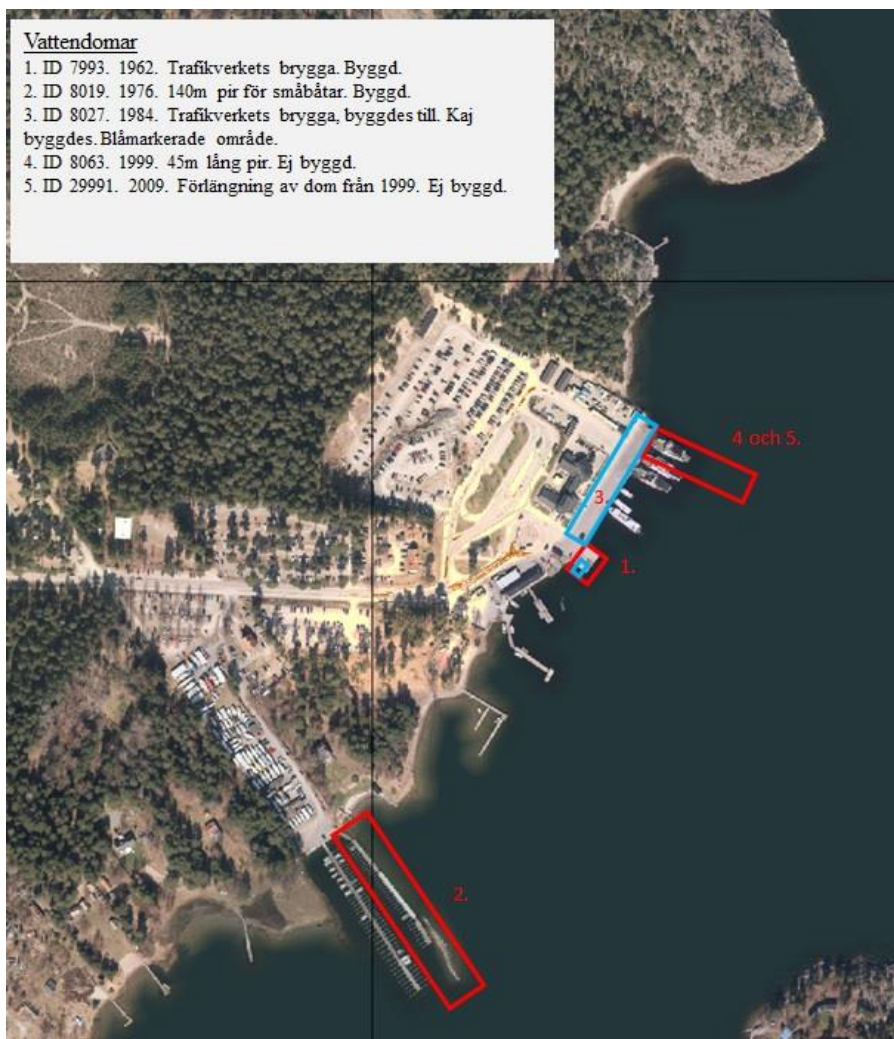 Vattendomar
1. ID 7993. 1962. Trafikverkets brygga. Byggd.
2. ID 8019. 1976. 140m pir för småbåtar. Byggd.
3. ID 8027. 1984. Trafikverkets brygga, byggdes till. Kaj
byggdes. Blåmarkerade område.
4. ID 8063. 1999. 45m lång pir. Ej byggd.
5. ID 29991. 2009. Förlängning av dom från 1999. Ej byggd.
4 och 5.
3.
1.
2.